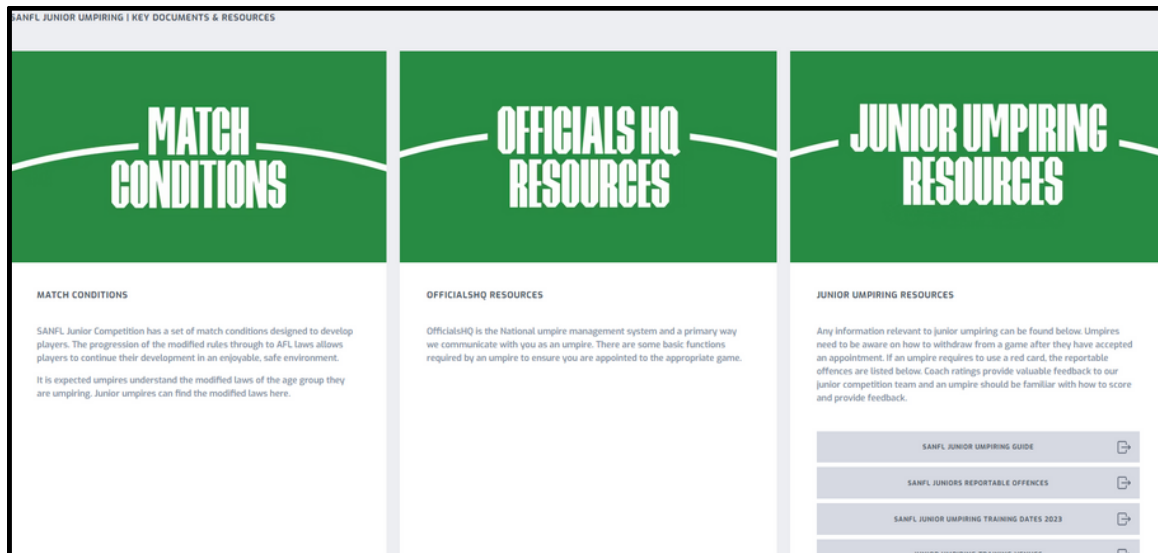 SANFL JUNIOR UMPIRING | KEY DOCUMENTS & RESOURCES
MATCH
CONDITIONS
MATCH CONDITIONS
SANFL Junior Competition has a set of match conditions designed to develop
players. The progression of the modified rules through to AFL laws allows
players to continue their development in an enjoyable, safe environment.
It is expected umpires understand the modified laws of the age group they
are umpiring. Junior umpires can find the modified laws here.
OFFICIALS HQ
RESOURCES
OFFICIALSHQ RESOURCES
OfficialsHQ is the National umpire management system and a primary way
we communicate with you as an umpire. There are some basic functions
required by an umpire to ensure you are appointed to the appropriate game.
JUNIOR UMPIRING
RESOURCES
JUNIOR UMPIRING RESOURCES
Any information relevant to junior umpiring can be found below. Umpires
need to be aware on how to withdraw from a game after they have accepted
an appointment. If an umpire requires to use a red card, the reportable
offences are listed below. Coach ratings provide valuable feedback to our
junior competition team and an umpire should be familiar with how to score
and provide feedback.
SANFL JUNIOR UMPIRING GUIDE
SANFL JUNIORS REPORTABLE OFFENCES
SANFL JUNIOR UMPIRING TRAINING DATES 2023